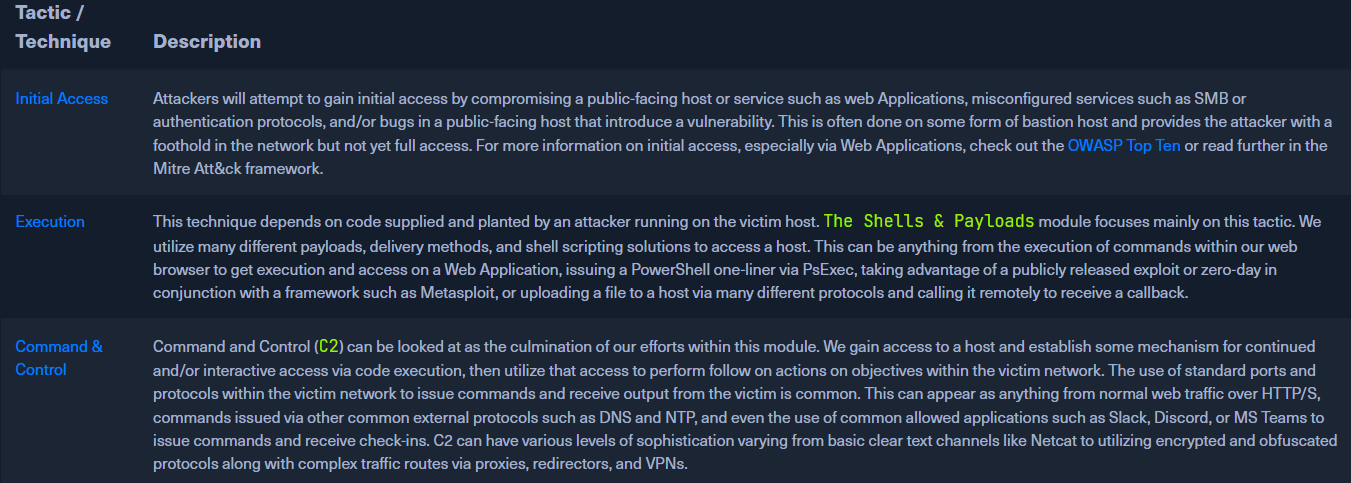 Tactic /
Technique
Description
Initial Access
Attackers will attempt to gain initial access by compromising a public-facing host or service such as web Applications, misconfigured services such as SMB or
authentication protocols, and/or bugs in a public-facing host that introduce a vulnerability. This is often done on some form of bastion host and provides the attacker with a
foothold in the network but not yet full access. For more information on initial access, especially via Web Applications, check out the OWASP Top Ten or read further in the
Mitre Att&ck framework.
Execution
This technique depends on code supplied and planted by an attacker running on the victim host. The Shells & Payloads module focuses mainly on this tactic. We
utilize many different payloads, delivery methods, and shell scripting solutions to access a host. This can be anything from the execution of commands within our web
browser to get execution and access on a Web Application, issuing a PowerShell one-liner via PsExec, taking advantage of a publicly released exploit or zero-day in
conjunction with a framework such as Metasploit, or uploading a file to a host via many different protocols and calling it remotely to receive a callback.
Command &
Control
Command and Control (C2) can be looked at as the culmination of our efforts within this module. We gain access to a host and establish some mechanism for continued
and/or interactive access via code execution, then utilize that access to perform follow on actions on objectives within the victim network. The use of standard ports and
protocols within the victim network to issue commands and receive output from the victim is common. This can appear as anything from normal web traffic over HTTP/S,
commands issued via other common external protocols such as DNS and NTP, and even the use of common allowed applications such as Slack, Discord, or MS Teams to
issue commands and receive check-ins. C2 can have various levels of sophistication varying from basic clear text channels like Netcat to utilizing encrypted and obfuscated
protocols along with complex traffic routes via proxies, redirectors, and VPNs.